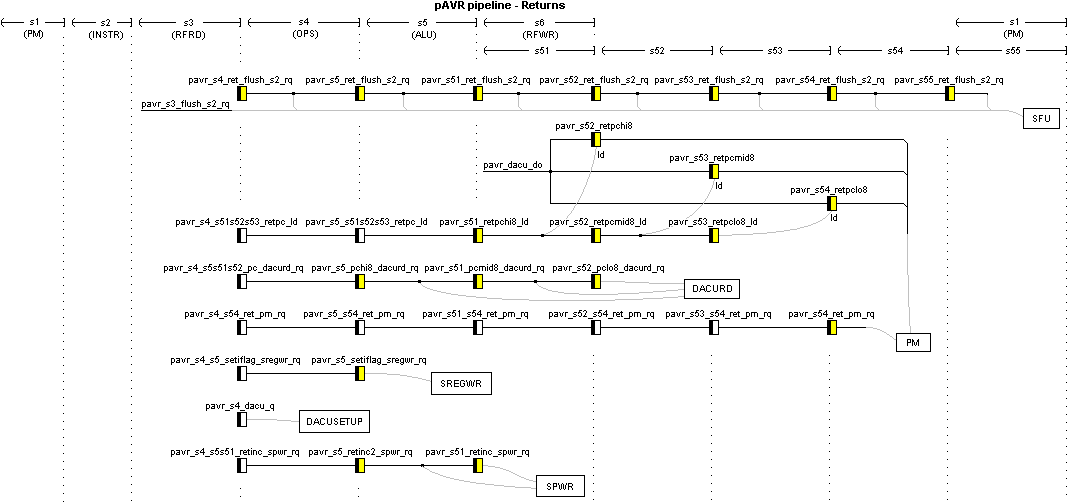 pAVR pipeline - Returns
s1 s2 s3 s4 s5 s6 s1
(PM) (INSTR) (RFRD) (OPS) (ALU) (RFWR) (PM)
s51 s52 s53 s54 s55
pavr_s4_ret_flush_s2_rq pavr_s5_ret_flush_s2_rq pavr_s51_ret_flush_s2_rq pavr_s52_ret_flush_s2_rq pavr_s53_ret_flush_s2_rq pavr_s54_ret_flush_s2_rq pavr_s55_ret_flush_s2_rq
pavr_s3_flush_s2_rq
SFU
pavr_s52_retpchi8
ld
pavr_dacu_do pavr_s53_retpcmid8
ld
pavr_s54_retpclo8
ld
pavr_s4_s51s52s53_retpc_ld pavr_s5_s51s52s53_retpc_ld pavr_s51_retpchi8_ld pavr_s52_retpcmid8_ld pavr_s53_retpclo8_ld
pavr_s4_s5s51s52_pc_dacurd_rq pavr_s5_pchi8_dacurd_rq pavr_s51_pcmid8_dacurd_rq pavr_s52_pclo8_dacurd_rq
DACURD
pavr_s4_s54_ret_pm_rq pavr_s5_s54_ret_pm_rq pavr_s51_s54_ret_pm_rq pavr_s52_s54_ret_pm_rq pavr_s53_s54_ret_pm_rq pavr_s54_ret_pm_rq
PM
pavr_s4_s5_setiflag_sregwr_rq pavr_s5_setiflag_sregwr_rq
SREGWR
pavr_s4_dacu_q
DACUSETUP
pavr_s4_s5s51_retinc_spwr_rq pavr_s5_retinc2_spwr_rq pavr_s51_retinc_spwr_rq
SPWR